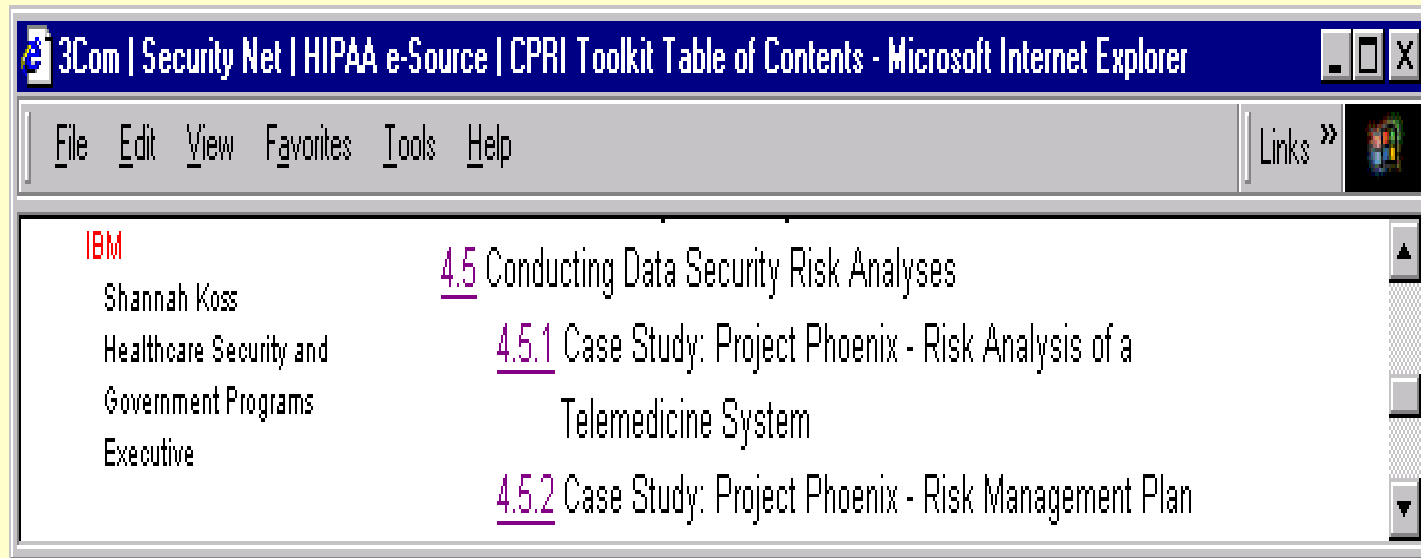 3Com | Security Net | HIPAA e-Source | CPRI Toolkit Table of Contents - Microsoft Internet Explorer
File Edit View Favorites Tools Help Links »
IBM
Shannah Koss
Healthcare Security and
Government Programs
Executive
4.5 Conducting Data Security Risk Analyses
4.5.1 Case Study: Project Phoenix - Risk Analysis of a
Telemedicine System
4.5.2 Case Study: Project Phoenix - Risk Management Plan